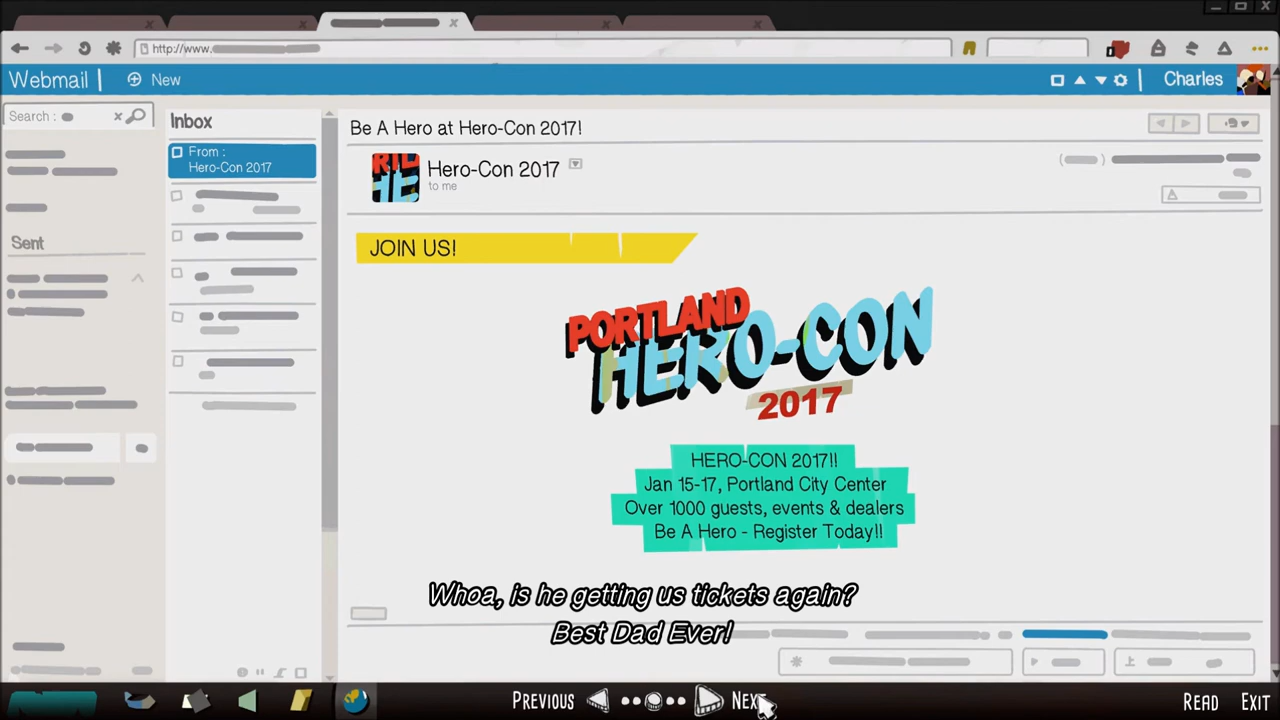 http://www.
Webmail
New
Charles
Search :
Inbox
From :
Hero-Con 2017
Sent
Be A Hero at Hero-Con 2017!
Hero-Con 2017
to me
JOIN US!
PORTLAND
HERO-CON
2017
HERO-CON 2017!!
Jan 15-17, Portland City Center
Over 1000 guests, events & dealers
Be A Hero - Register Today!!
Whoa, is he getting us tickets again?
Best Dad Ever!
PREVIOUS
NEXT
READ
EXIT